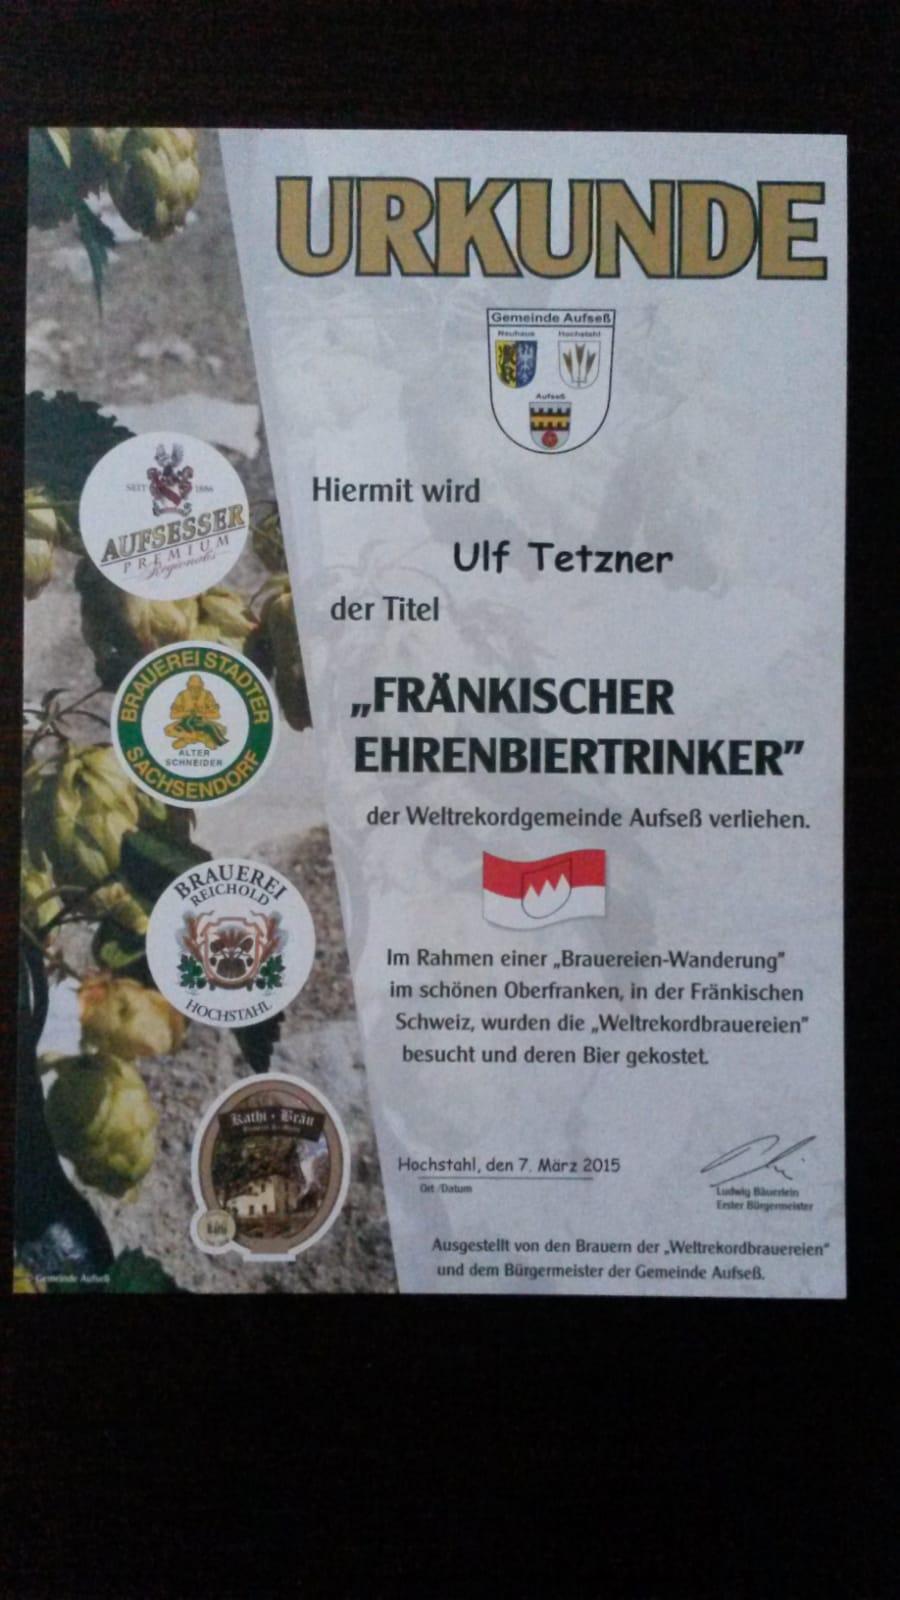 URKUNDE
Gemeinde Aufseß
Neuhaus Hochstahl
Aufseß
Hiermit wird
Ulf Tetzner
der Titel
„FRÄNKISCHER
EHRENBIERTRINKER"
der Weltrekordgemeinde Aufseß verliehen.
Im Rahmen einer „Brauereien-Wanderung"
im schönen Oberfranken, in der Fränkischen
Schweiz, wurden die „Weltrekordbrauereien"
besucht und deren Bier gekostet.
Hochstahl, den 7. März 2015
Ort /Datum
Ludwig Bäuerlein
Erster Bürgermeister
Ausgestellt von den Brauern der „Weltrekordbrauereien"
und dem Bürgermeister der Gemeinde Aufseß.
SEIT 1886
AUFSESSER
PREMIUM
Regionalis
BRAUEREI STADTER
ALTER
SCHNEIDER
SACHSENDORF
BRAUEREI
REICHOLD
HOCHSTAHL
Kathi-Bräu
Gemeinde Aufseß